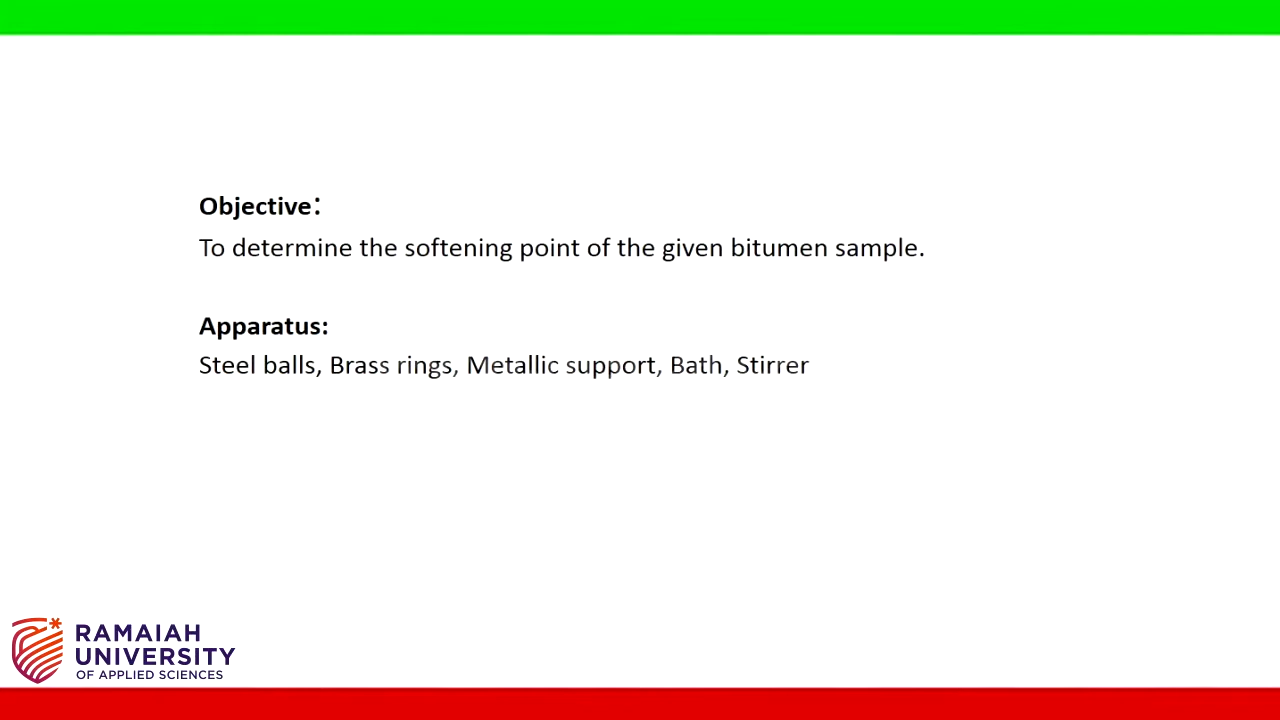 Objective:
To determine the softening point of the given bitumen sample.
Apparatus:
Steel balls, Brass rings, Metallic support, Bath, Stirrer
RAMAIAH
UNIVERSITY
OF APPLIED SCIENCES